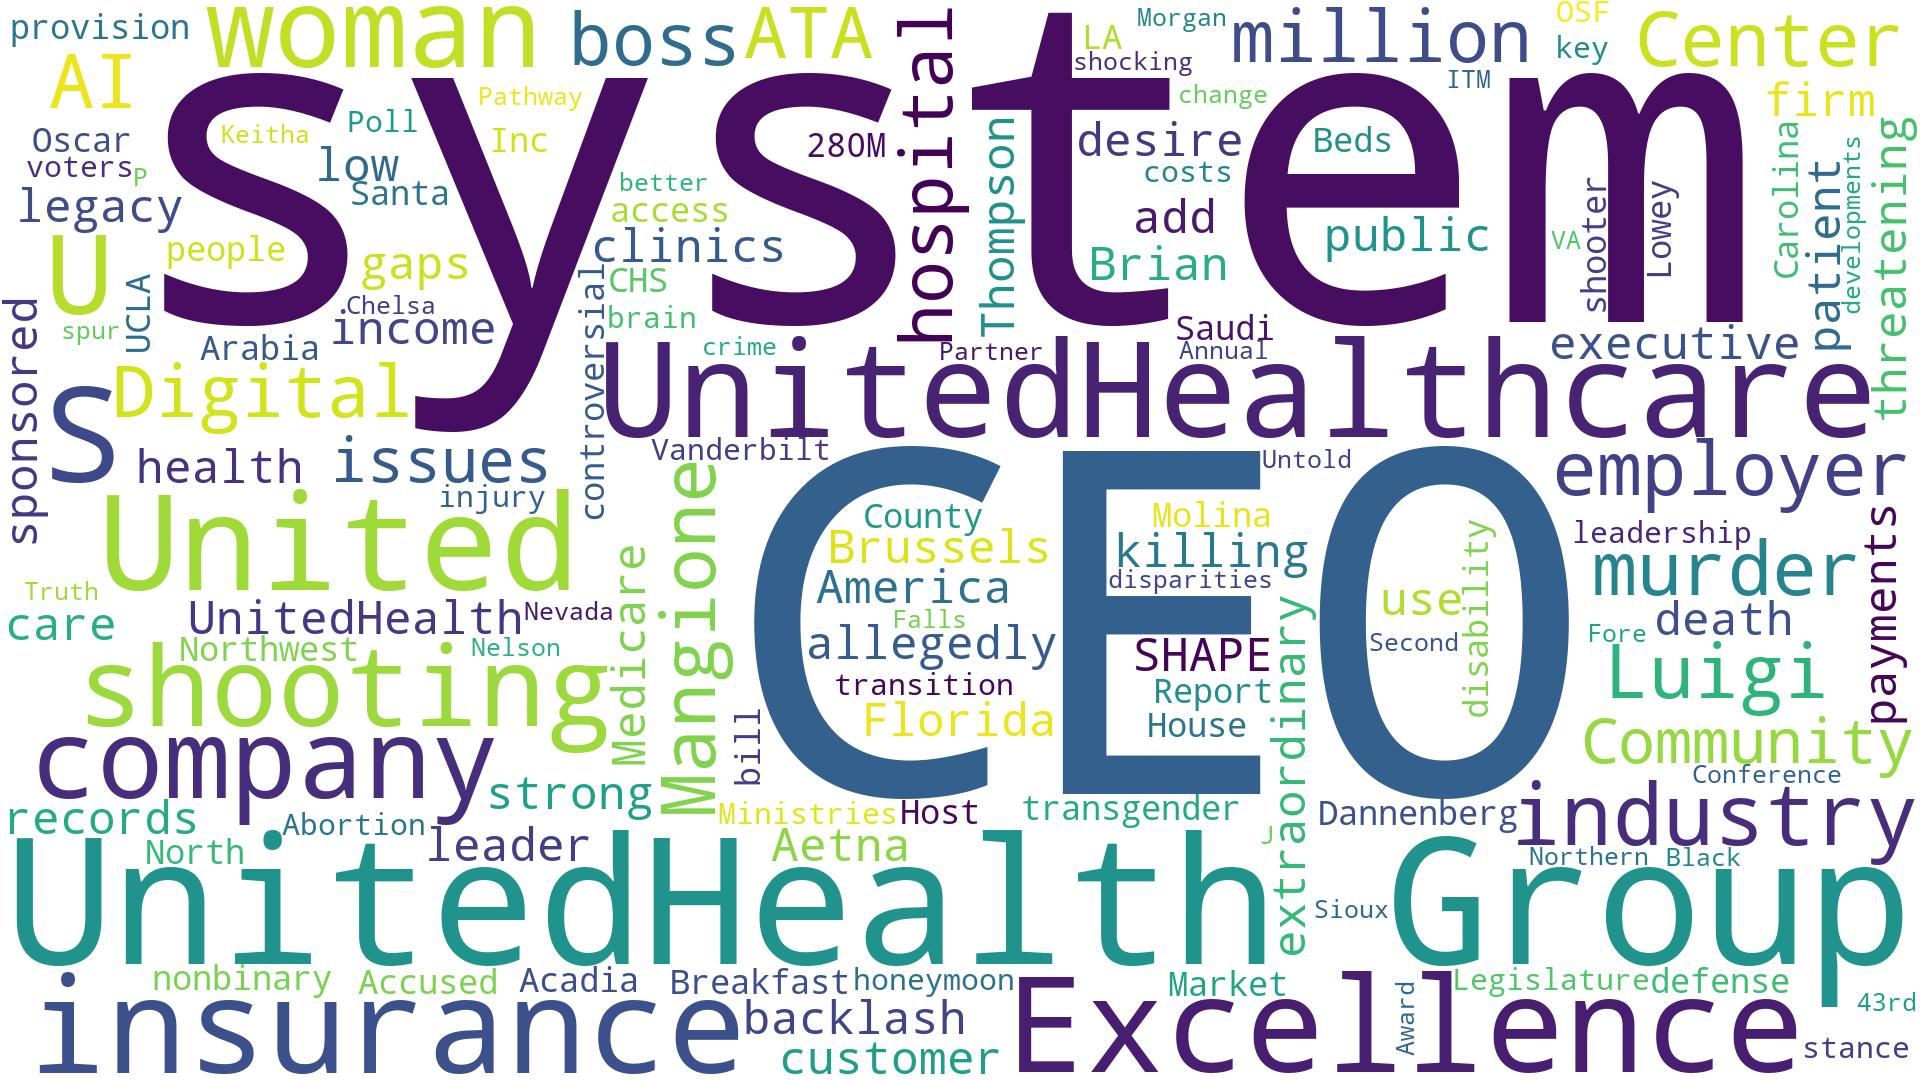 provision
woman
boss
ATA
hospital
LA
Morgan
shocking
million
OSF
key
ITM
Center
AI
system
Pathway
change
firm
Oscar
Keitha
Poll
Inc
280M
Thompson
desire
Beds
Carolina
developments
threatening
voters
P
low
Santa
better
costs
patient
legacy
access
add
shooter
Lowey
U
people
gaps
clinics
Brian
public
VA
UCLA
CHS
Chelsa
controversial
spur
income
brain
Saudi
sponsored
Arabia
crime
Partner
Annual
executive
S
Digital
UnitedHealthcare
health
issues
Vanderbilt
Mangione
CEO
Untold
employer
injury
United
County
Brussels
Molina
killing
disability
leadership
payments
murder
America
disparities
use
Truth
care
UnitedHealth
Nevada
Medicare
Falls
allegedly
SHAPE
extraordinary
Second
Fore
death
Northwest
Nelson
shooting
transition
Report
Luigi
bill
Florida
House
Community
company
strong
Conference
records
Abortion
Ministries
Host
transgender
Dannenberg
industry
North
leader
Aetna
J
Northern
Black
UnitedHealth Group
Sioux
nonbinary
Accused
Acadia
Breakfast
honeymoon
Market
Award
Legislature
defense
43rd
insurance
backlash
customer
Excellence
stance